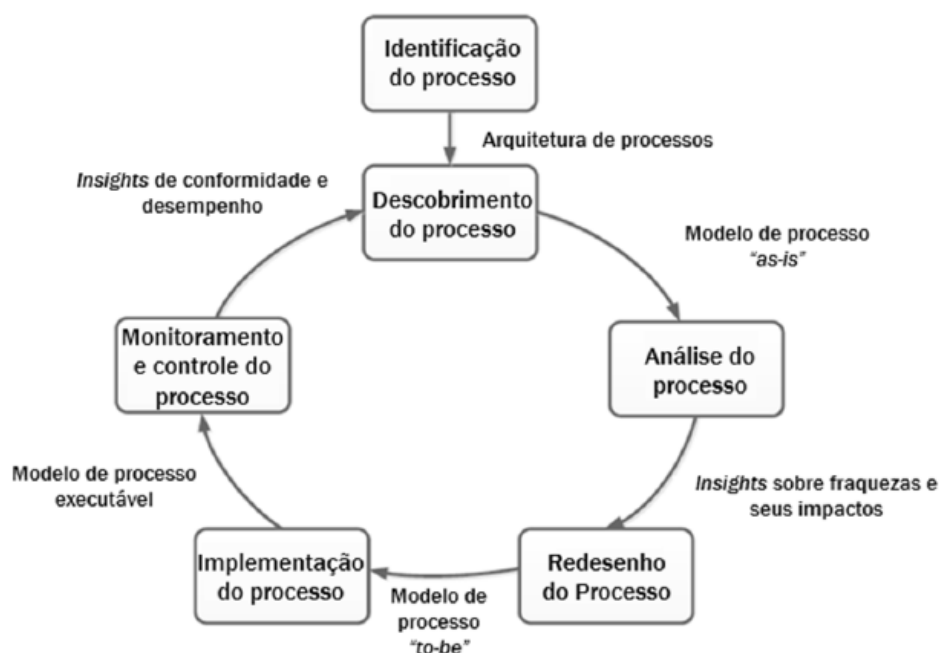 Identificação
do processo
Arquitetura de processos
Insights de conformidade e
desempenho
Descobrimento
do processo
Modelo de processo
“as-is”
Monitoramento
e controle do
processo
Análise do
processo
Modelo de processo
executável
Insights sobre fraquezas e
seus impactos
Implementação
do processo
Redesenho
do Processo
Modelo de
processo
“to-be”